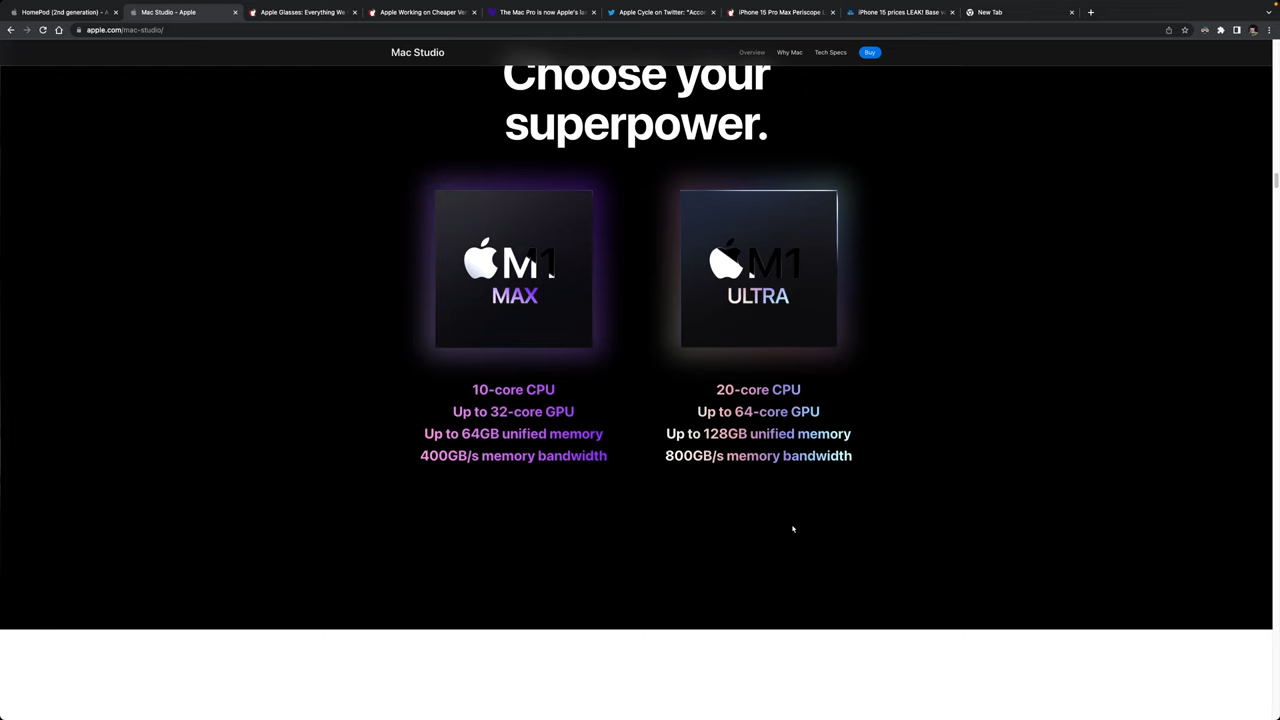 HomePod (2nd generation) - A
Mac Studio - Apple
Apple Glasses: Everything We
Apple Working on Cheaper Ver
The Mac Pro is now Apple's la
Apple Cycle on Twitter: "Accor
iPhone 15 Pro Max Periscope L
iPhone 15 prices LEAK! Base v
New Tab
apple.com/mac-studio/
Mac Studio
Overview
Why Mac
Tech Specs
Buy
Choose your
superpower.
M1
MAX
M1
ULTRA
10-core CPU
Up to 32-core GPU
Up to 64GB unified memory
400GB/s memory bandwidth
20-core CPU
Up to 64-core GPU
Up to 128GB unified memory
800GB/s memory bandwidth